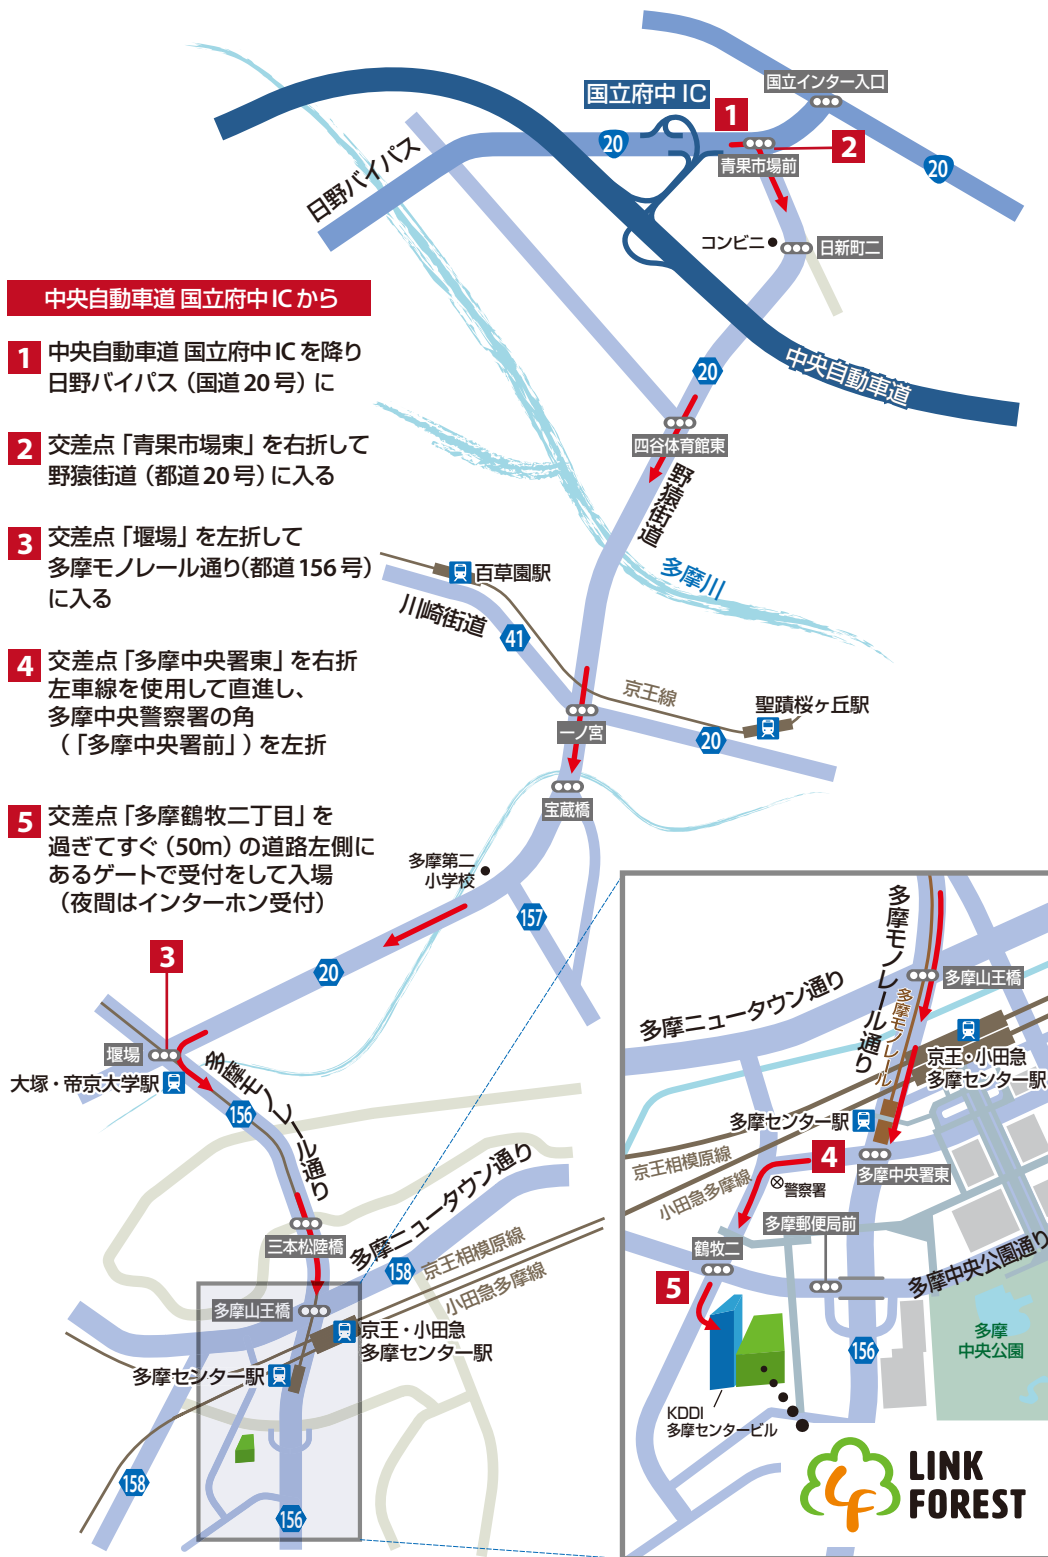 国立インター入口
国立府中 IC
1
20
青果市場前
2
20
日野バイパス
コンビニ
日新町二
中央自動車道
中央自動車道 国立府中 IC から
1 中央自動車道 国立府中 IC を降り
日野バイパス（国道 20 号）に
2 交差点「青果市場東」を右折して
野猿街道（都道 20 号）に入る
3 交差点「堰場」を左折して
多摩モノレール通り(都道 156 号)
に入る
4 交差点「多摩中央署東」を右折
左車線を使用して直進し、
多摩中央警察署の角
（「多摩中央署前」）を左折
5 交差点「多摩鶴牧二丁目」を
過ぎてすぐ（50m）の道路左側に
あるゲートで受付をして入場
（夜間はインターホン受付）
20
四谷体育館東
野猿街道
多摩川
百草園駅
川崎街道
41
京王線
聖蹟桜ヶ丘駅
一ノ宮
20
宝蔵橋
多摩第二
小学校
157
20
3
堰場
大塚・帝京大学駅
156
多摩モノレール通り
三本松陸橋
多摩ニュータウン通り
158
京王相模原線
小田急多摩線
多摩山王橋
京王・小田急
多摩センター駅
多摩センター駅
158
156
多摩モノレール通り
多摩モノレール
多摩山王橋
多摩ニュータウン通り
京王・小田急
多摩センター駅
多摩センター駅
京王相模原線
小田急多摩線
4
多摩中央署東
警察署
多摩郵便局前
鶴牧二
5
多摩中央公園通り
156
多摩
中央公園
KDDI
多摩センタービル
LINK
FOREST